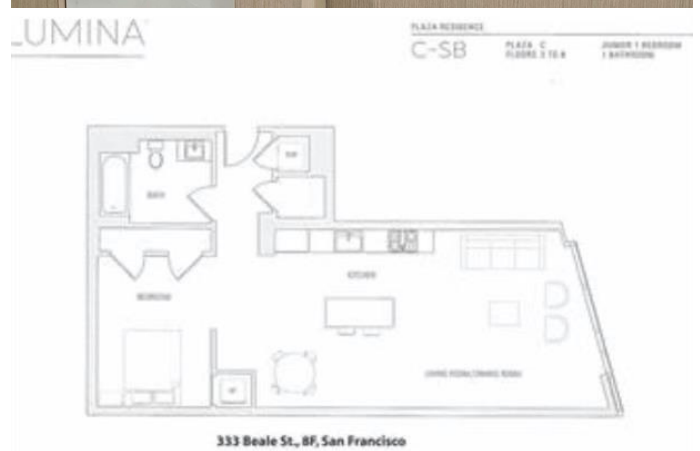 LUMINA
PLAZA RESIDENCE
C-SB
PLAZA C
FLOORS 3 TO 8
JUNIOR 1 BEDROOM
1 BATHROOM
BATH
BEDROOM
KITCHEN
LIVING ROOM/DINING ROOM
333 Beale St., 8F, San Francisco